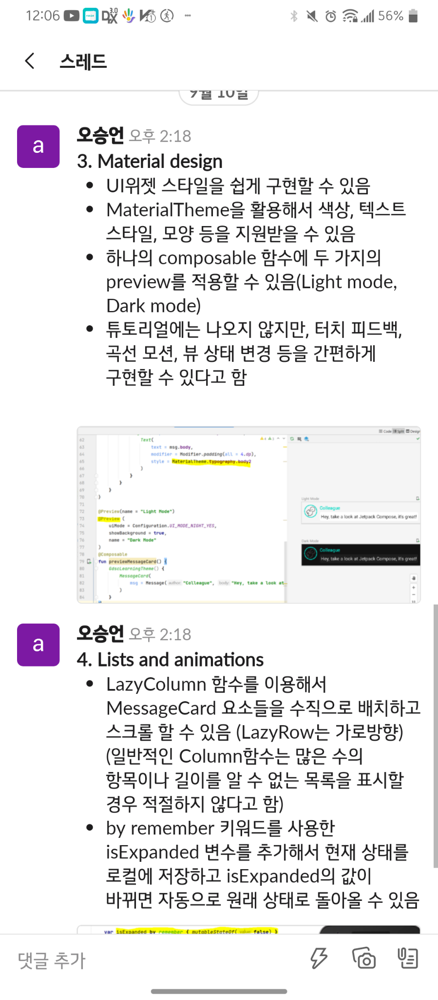 12:06
56%
스레드
9월 10일
a
오승언 오후 2:18
3. Material design
• UI위젯 스타일을 쉽게 구현할 수 있음
• MaterialTheme을 활용해서 색상, 텍스트
스타일, 모양 등을 지원받을 수 있음
• 하나의 composable 함수에 두 가지의
preview를 적용할 수 있음(Light mode,
Dark mode)
• 튜토리얼에는 나오지 않지만, 터치 피드백,
곡선 모션, 뷰 상태 변경 등을 간편하게
구현할 수 있다고 함
Code Split Design
62 Text(
63 text = msg.body,
64 modifier = Modifier.padding(all = 4.dp),
65 style = MaterialTheme.typography.body2
66 )
67 }
68 }
69 }
70 }
71
72 @Preview(name = "Light Mode")
73 @Preview (
74 uiMode = Configuration.UI_MODE_NIGHT_YES,
75 showBackground = true,
76 name = "Dark Mode"
77 )
78 @Composable
79 fun previewMessageCard() {
80 GdscLearningTheme() {
81 MessageCard(
82 msg = Message( author: "Colleague", body: "Hey, take a look at
83 )
84 }
Light Mode
Colleague
Hey, take a look at Jetpack Compose, it's great!
Dark Mode
Colleague
Hey, take a look at Jetpack Compose, it's great!
a
오승언 오후 2:18
4. Lists and animations
• LazyColumn 함수를 이용해서
MessageCard 요소들을 수직으로 배치하고
스크롤 할 수 있음 (LazyRow는 가로방향)
(일반적인 Column함수는 많은 수의
항목이나 길이를 알 수 없는 목록을 표시할
경우 적절하지 않다고 함)
• by remember 키워드를 사용한
isExpanded 변수를 추가해서 현재 상태를
로컬에 저장하고 isExpanded의 값이
바뀌면 자동으로 원래 상태로 돌아올 수 있음
var isExpanded by remember { mutableStateOf( value: false) }
댓글 추가